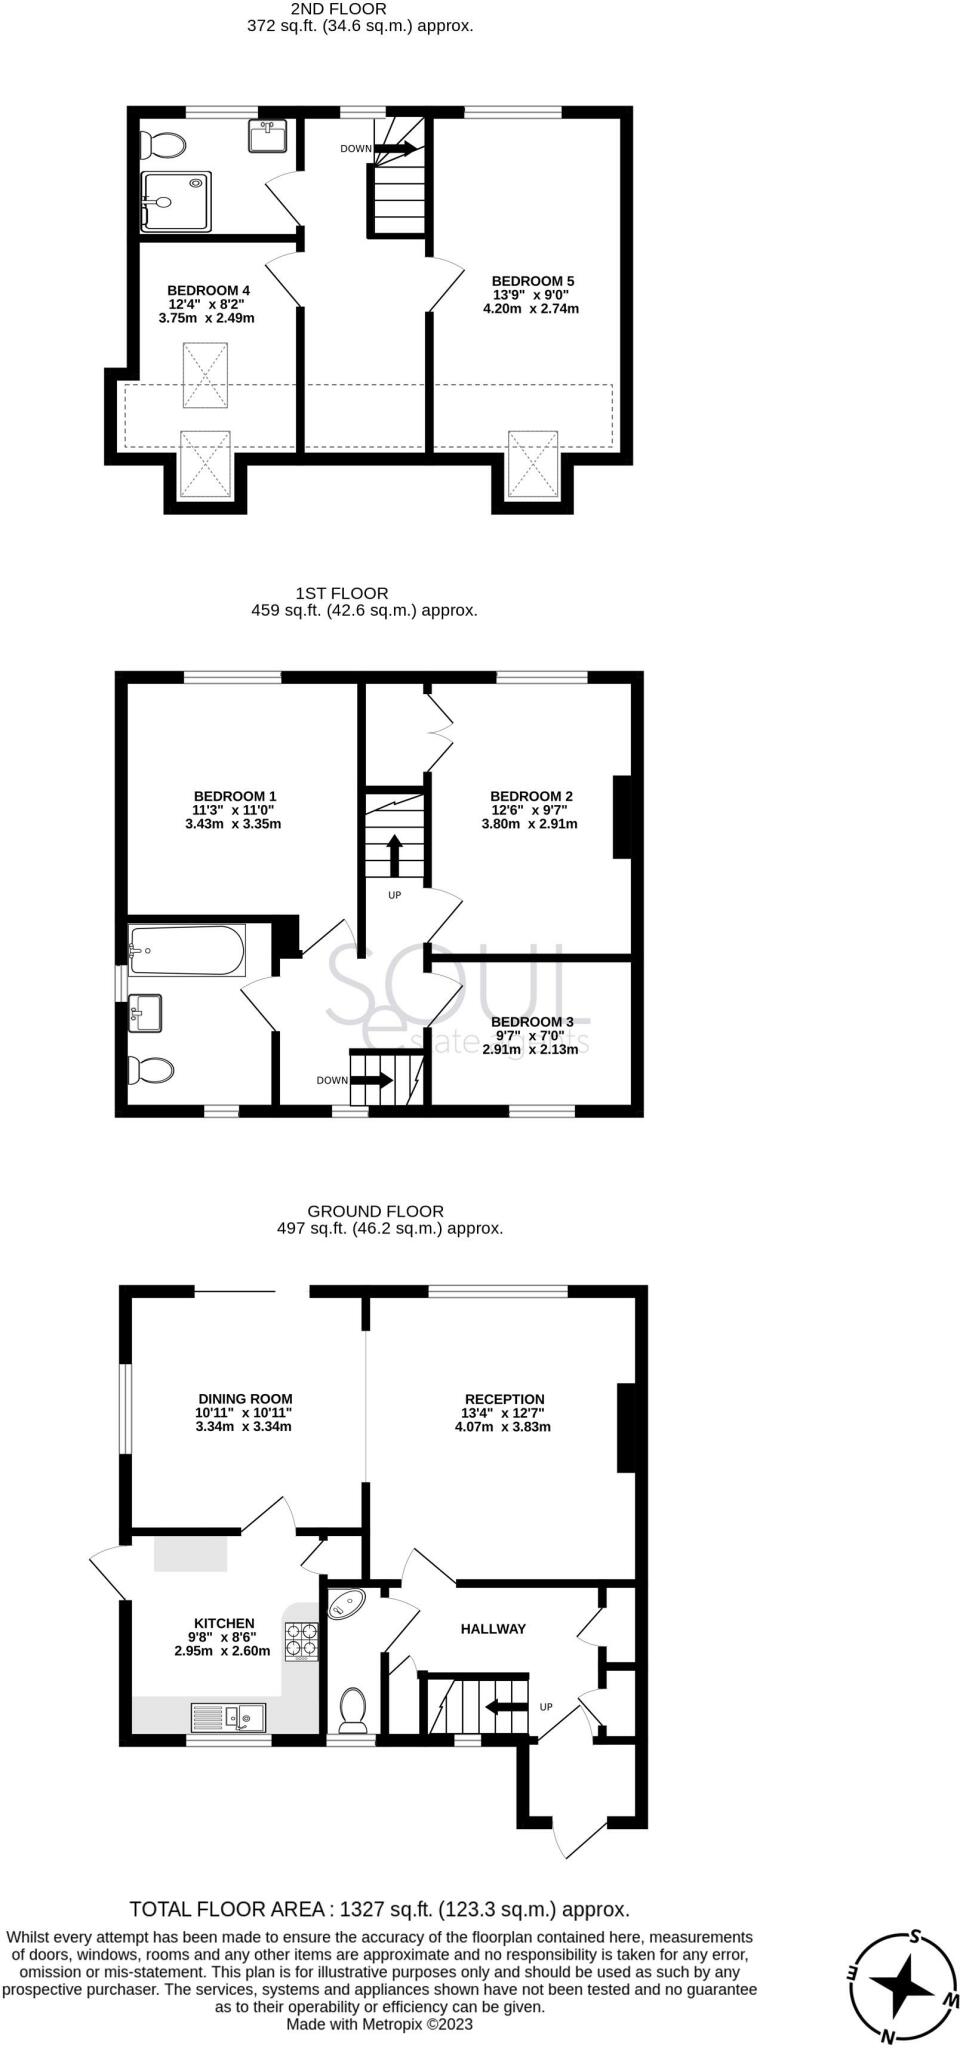 2ND FLOOR
372 sq.ft. (34.6 sq.m.) approx.
DOWN
BEDROOM 4
12'4" x 8'2"
3.75m x 2.49m
BEDROOM 5
13'9" x 9'0"
4.20m x 2.74m
1ST FLOOR
459 sq.ft. (42.6 sq.m.) approx.
BEDROOM 1
11'3" x 11'0"
3.43m x 3.35m
BEDROOM 2
12'6" x 9'7"
3.80m x 2.91m
UP
SOUL
estate agents
BEDROOM 3
9'7" x 7'0"
2.91m x 2.13m
DOWN
GROUND FLOOR
497 sq.ft. (46.2 sq.m.) approx.
DINING ROOM
10'11" x 10'11"
3.34m x 3.34m
RECEPTION
13'4" x 12'7"
4.07m x 3.83m
KITCHEN
9'8" x 8'6"
2.95m x 2.60m
HALLWAY
UP
TOTAL FLOOR AREA : 1327 sq.ft. (123.3 sq.m.) approx.
Whilst every attempt has been made to ensure the accuracy of the floorplan contained here, measurements
of doors, windows, rooms and any other items are approximate and no responsibility is taken for any error,
omission or mis-statement. This plan is for illustrative purposes only and should be used as such by any
prospective purchaser. The services, systems and appliances shown have not been tested and no guarantee
as to their operability or efficiency can be given.
Made with Metropix ©2023
S
E
W
N